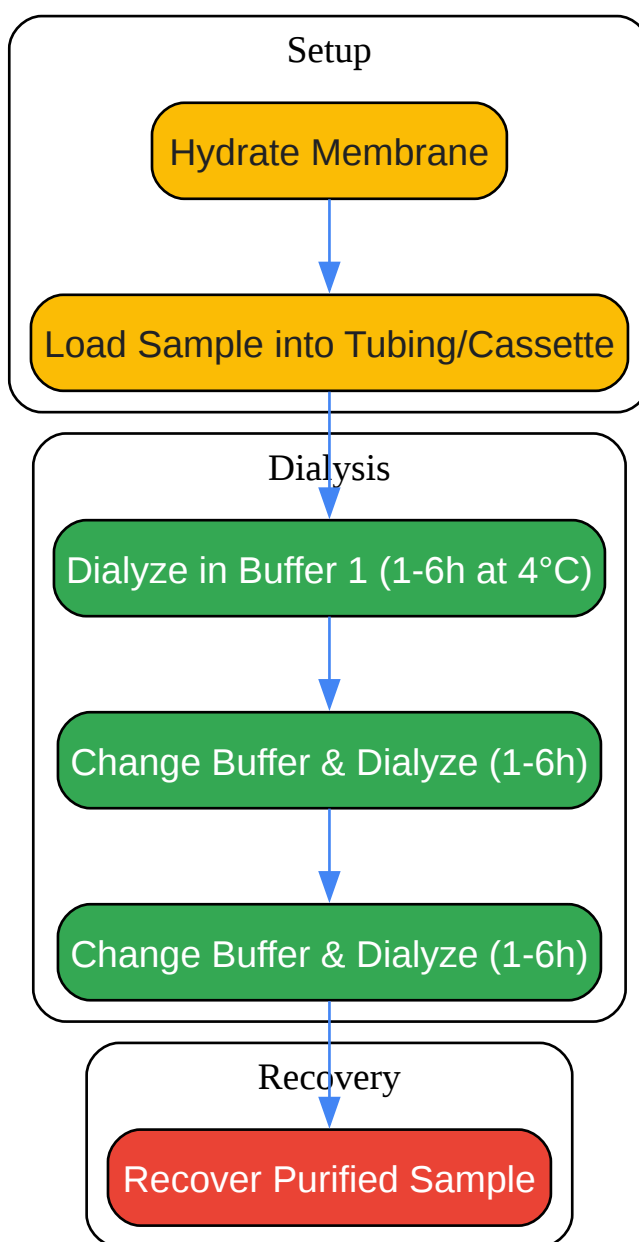 Setup
Hydrate Membrane
Load Sample into Tubing/Cassette
Dialysis
Dialyze in Buffer 1 (1-6h at 4°C)
Change Buffer & Dialyze (1-6h)
Change Buffer & Dialyze (1-6h)
Recovery
Recover Purified Sample